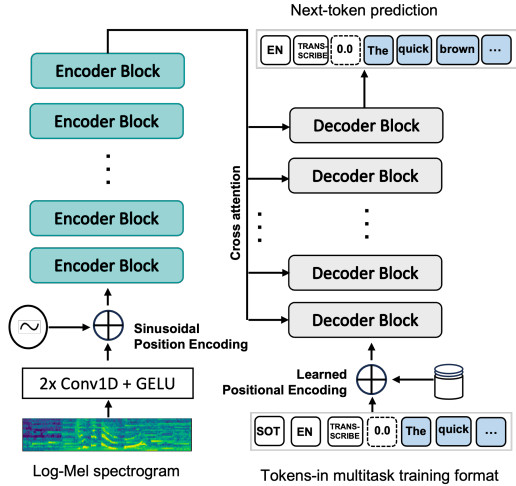 Next-token prediction
EN
TRANS-
SCRIBE
0.0
The
quick
brown
...
Encoder Block
Encoder Block
Encoder Block
Encoder Block
Decoder Block
Decoder Block
Decoder Block
Decoder Block
Cross attention
Sinusoidal
Position Encoding
2x Conv1D + GELU
Log-Mel spectrogram
Learned
Positional Encoding
SOT
EN
TRANS-
SCRIBE
0.0
The
quick
...
Tokens-in multitask training format